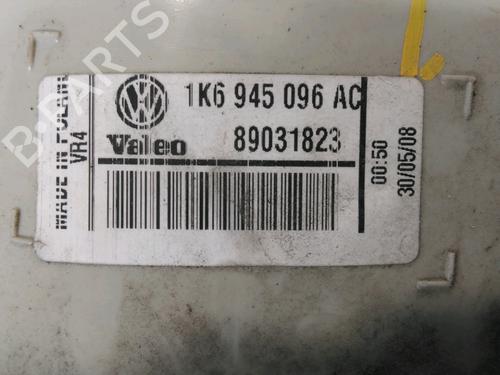 B-PARTS
MADE IN POLAND
VR4
1K6 945 096 AC
Valeo
89031823
00:50
30/05/08